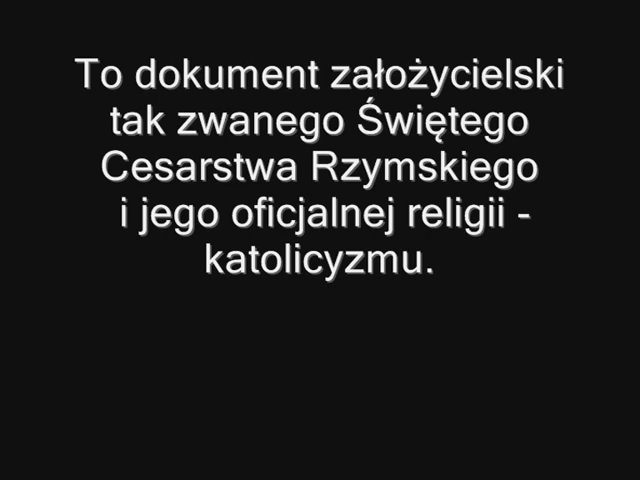 To dokument założycielski
tak zwanego Świętego
Cesarstwa Rzymskiego
i jego oficjalnej religii -
katolicyzmu.